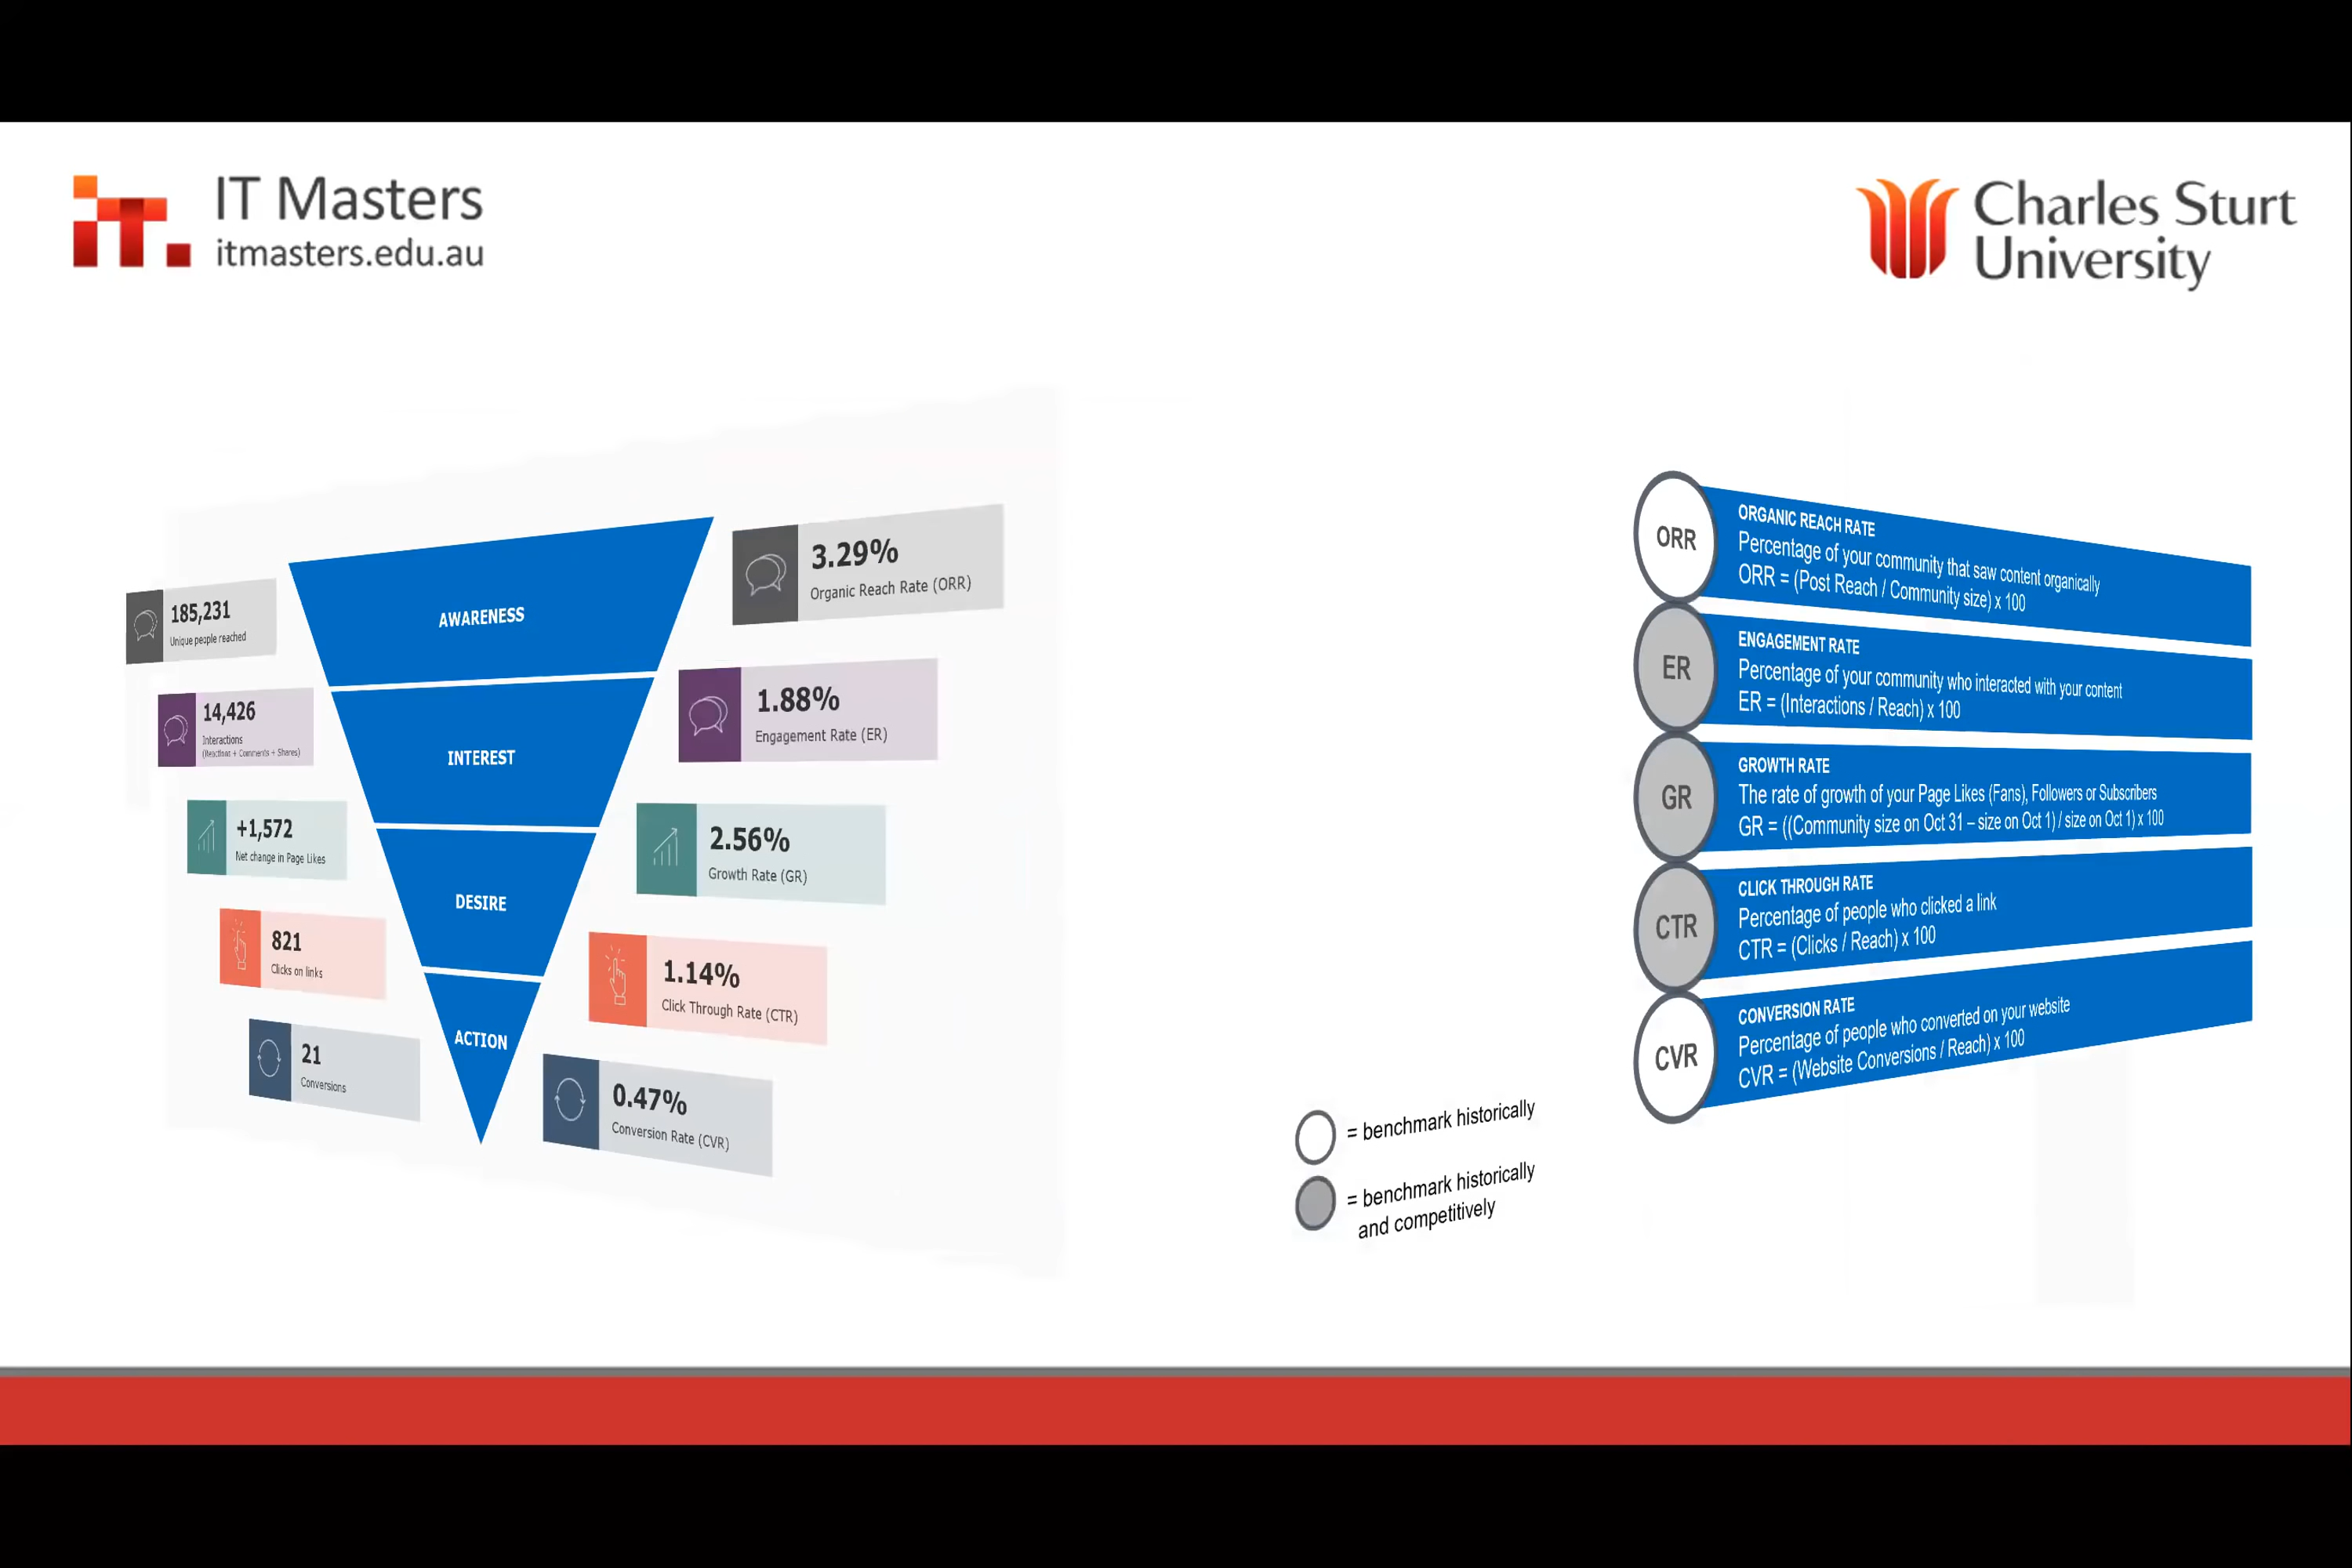 IT Masters
itmasters.edu.au
Charles Sturt
University
185,231
Unique people reached
14,426
Interactions
(Reactions + Comments + Shares)
+1,572
Net change in Page Likes
821
Clicks on links
21
Conversions
AWARENESS
INTEREST
DESIRE
ACTION
3.29%
Organic Reach Rate (ORR)
1.88%
Engagement Rate (ER)
2.56%
Growth Rate (GR)
1.14%
Click Through Rate (CTR)
0.47%
Conversion Rate (CVR)
= benchmark historically
= benchmark historically
and competitively
ORR
ORGANIC REACH RATE
Percentage of your community that saw content organically
ORR = (Post Reach / Community size) x 100
ER
ENGAGEMENT RATE
Percentage of your community who interacted with your content
ER = (Interactions / Reach) x 100
GR
GROWTH RATE
The rate of growth of your Page Likes (Fans), Followers or Subscribers
GR = ((Community size on Oct 31 – size on Oct 1) / size on Oct 1) x 100
CTR
CLICK THROUGH RATE
Percentage of people who clicked a link
CTR = (Clicks / Reach) x 100
CVR
CONVERSION RATE
Percentage of people who converted on your website
CVR = (Website Conversions / Reach) x 100